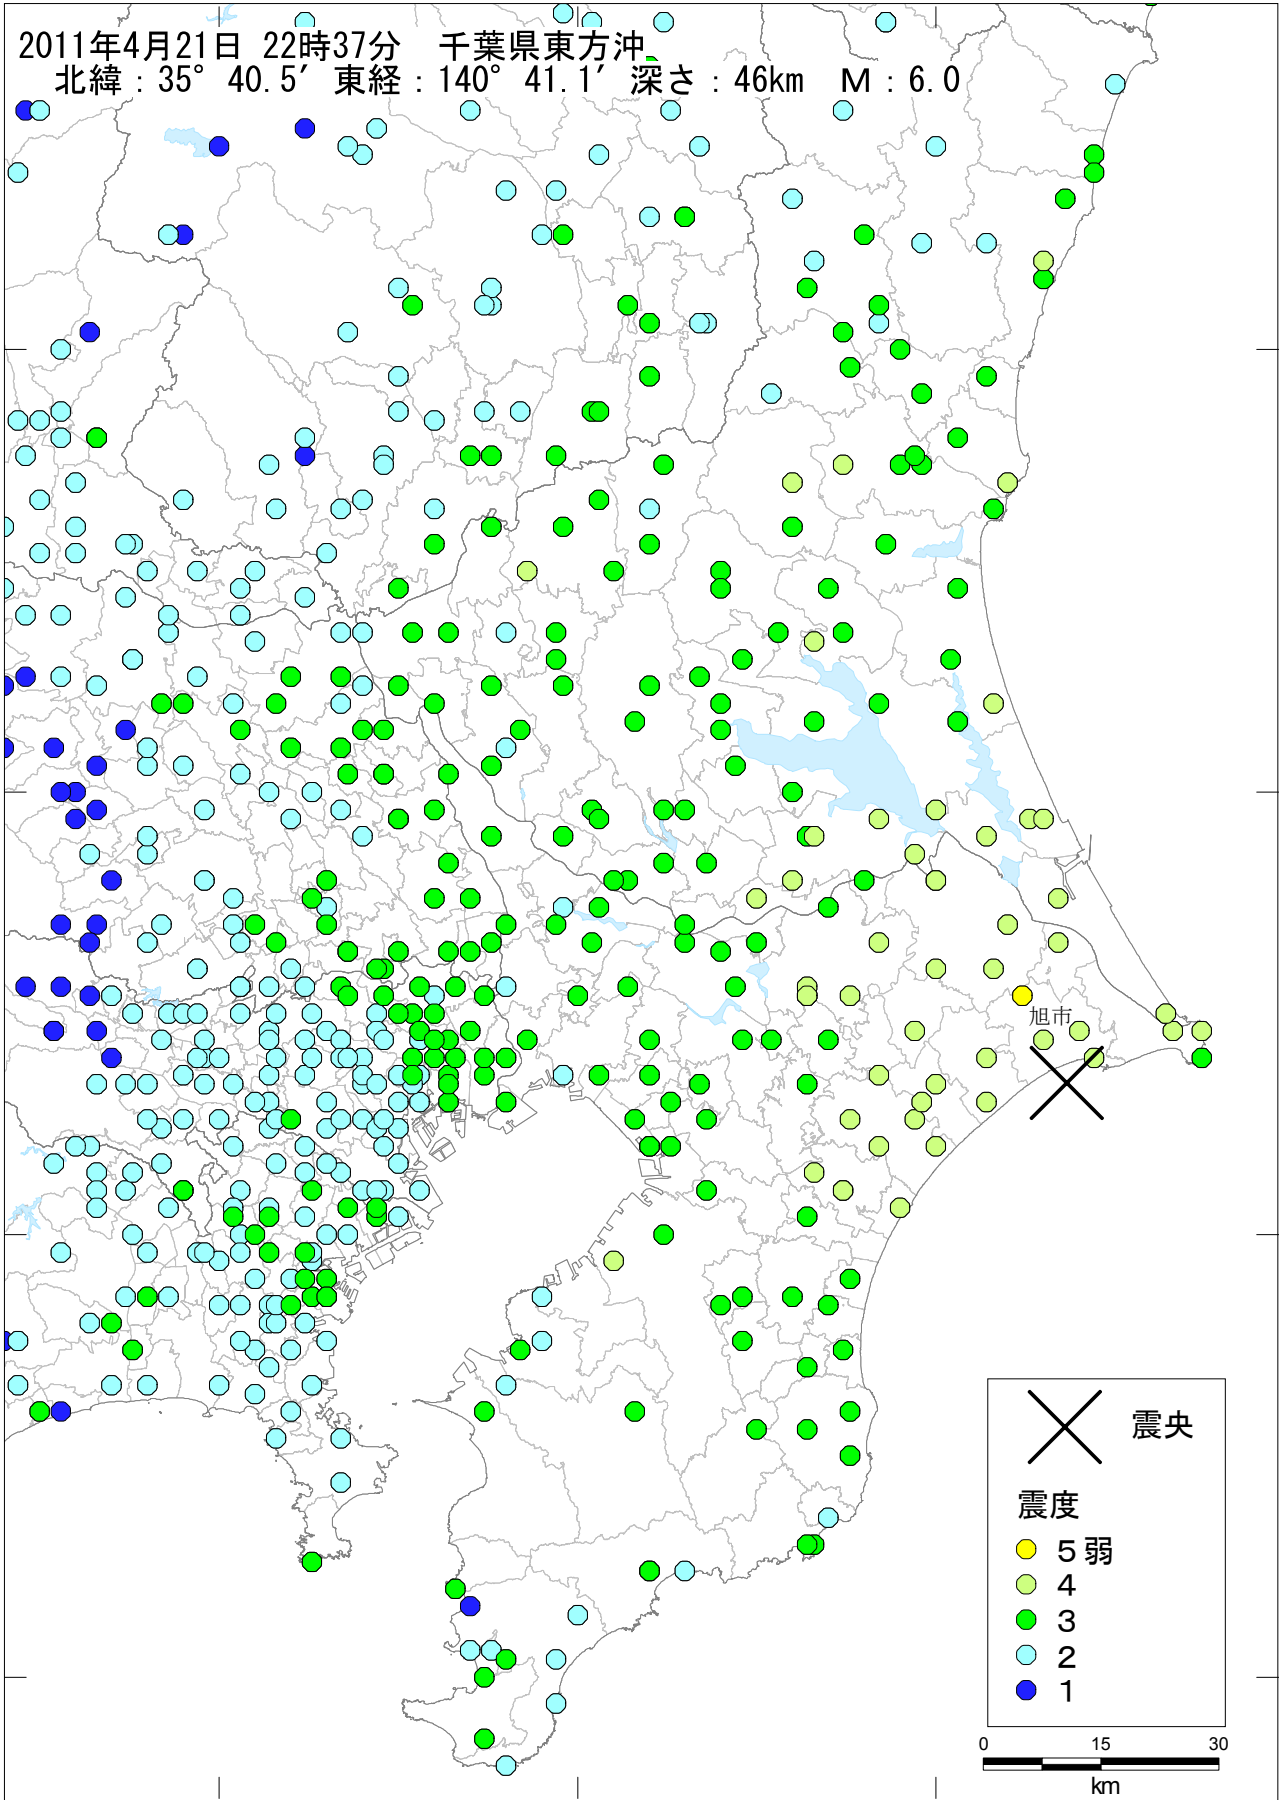 2011年4月21日 22時37分 千葉県東方沖
北緯：35° 40.5′ 東経：140° 41.1′ 深さ：46km M：6.0
旭市
震央
震度
５弱
４
３
２
１
0 15 30
km